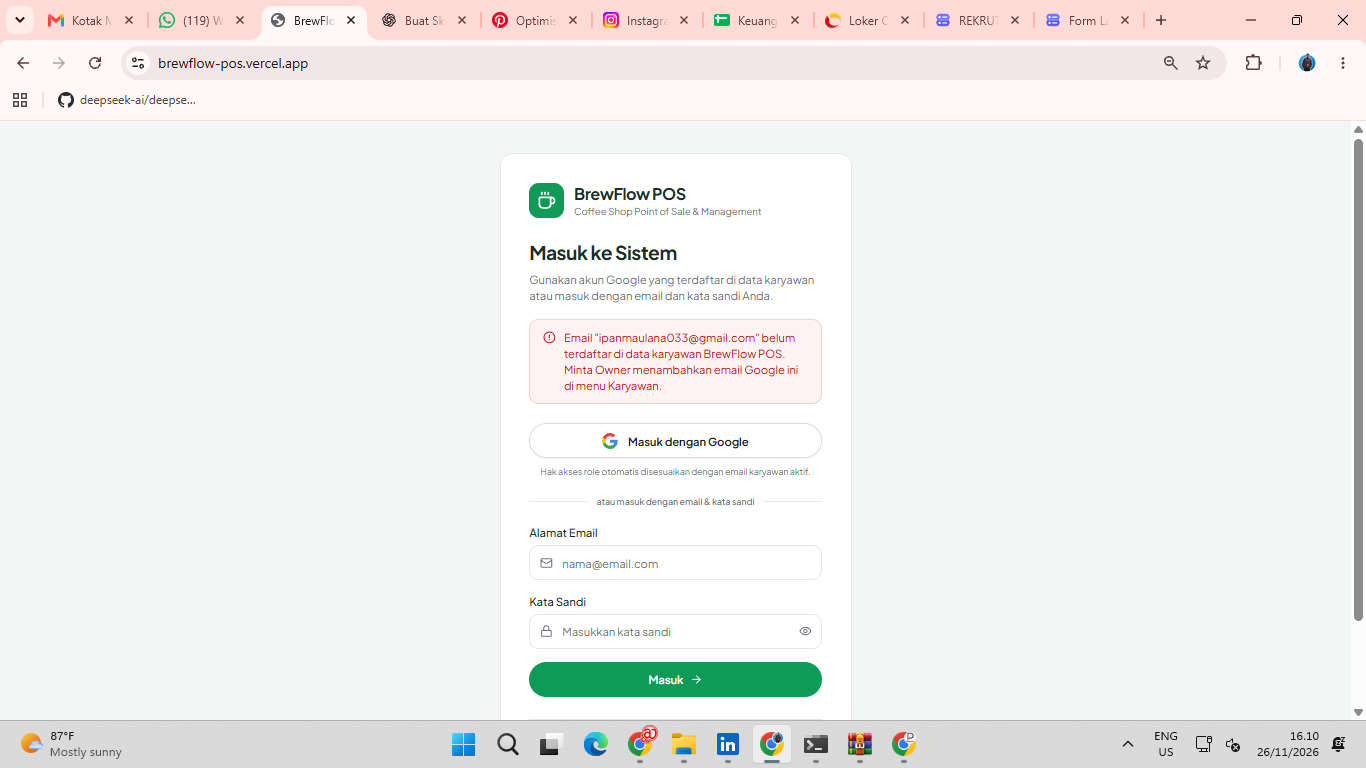 Kotak M
(119) W
BrewFlo
Buat Sk
Optimis
Instagra
Keuang
Loker C
REKRUT
Form La
brewflow-pos.vercel.app
deepseek-ai/deepse...
BrewFlow POS
Coffee Shop Point of Sale & Management
Masuk ke Sistem
Gunakan akun Google yang terdaftar di data karyawan
atau masuk dengan email dan kata sandi Anda.
Email "ipanmaulana033@gmail.com" belum
terdaftar di data karyawan BrewFlow POS.
Minta Owner menambahkan email Google ini
di menu Karyawan.
Masuk dengan Google
Hak akses role otomatis disesuaikan dengan email karyawan aktif.
atau masuk dengan email & kata sandi
Alamat Email
nama@email.com
Kata Sandi
Masukkan kata sandi
Masuk →
87°F
Mostly sunny
ENG
US
16.10
26/11/2026